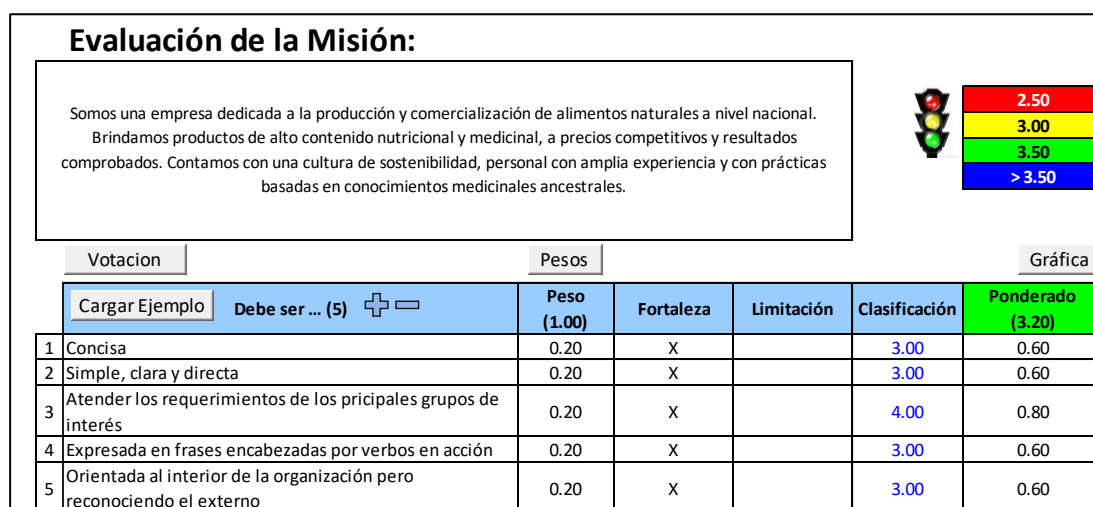 Evaluación de la Misión:
Somos una empresa dedicada a la producción y comercialización de alimentos naturales a nivel nacional.
Brindamos productos de alto contenido nutricional y medicinal, a precios competitivos y resultados
comprobados. Contamos con una cultura de sostenibilidad, personal con amplia experiencia y con prácticas
basadas en conocimientos medicinales ancestrales.
2.50
3.00
3.50
> 3.50
Votacion Pesos Gráfica
Cargar Ejemplo Debe ser ... (5) Peso (1.00) Fortaleza Limitación Clasificación Ponderado (3.20)
1 Concisa 0.20 X 3.00 0.60
2 Simple, clara y directa 0.20 X 3.00 0.60
3 Atender los requerimientos de los pricipales grupos de
interés 0.20 X 4.00 0.80
4 Expresada en frases encabezadas por verbos en acción 0.20 X 3.00 0.60
5 Orientada al interior de la organización pero
reconociendo el externo 0.20 X 3.00 0.60